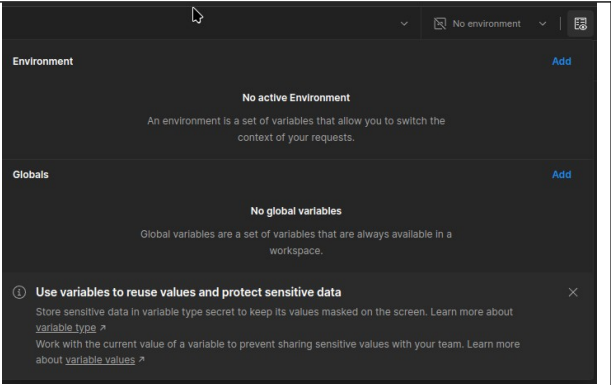 No environment
Environment
Add
No active Environment
An environment is a set of variables that allow you to switch the
context of your requests.
Globals
Add
No global variables
Global variables are a set of variables that are always available in a
workspace.
Use variables to reuse values and protect sensitive data
Store sensitive data in variable type secret to keep its values masked on the screen. Learn more about
variable type ↗
Work with the current value of a variable to prevent sharing sensitive values with your team. Learn more
about variable values ↗